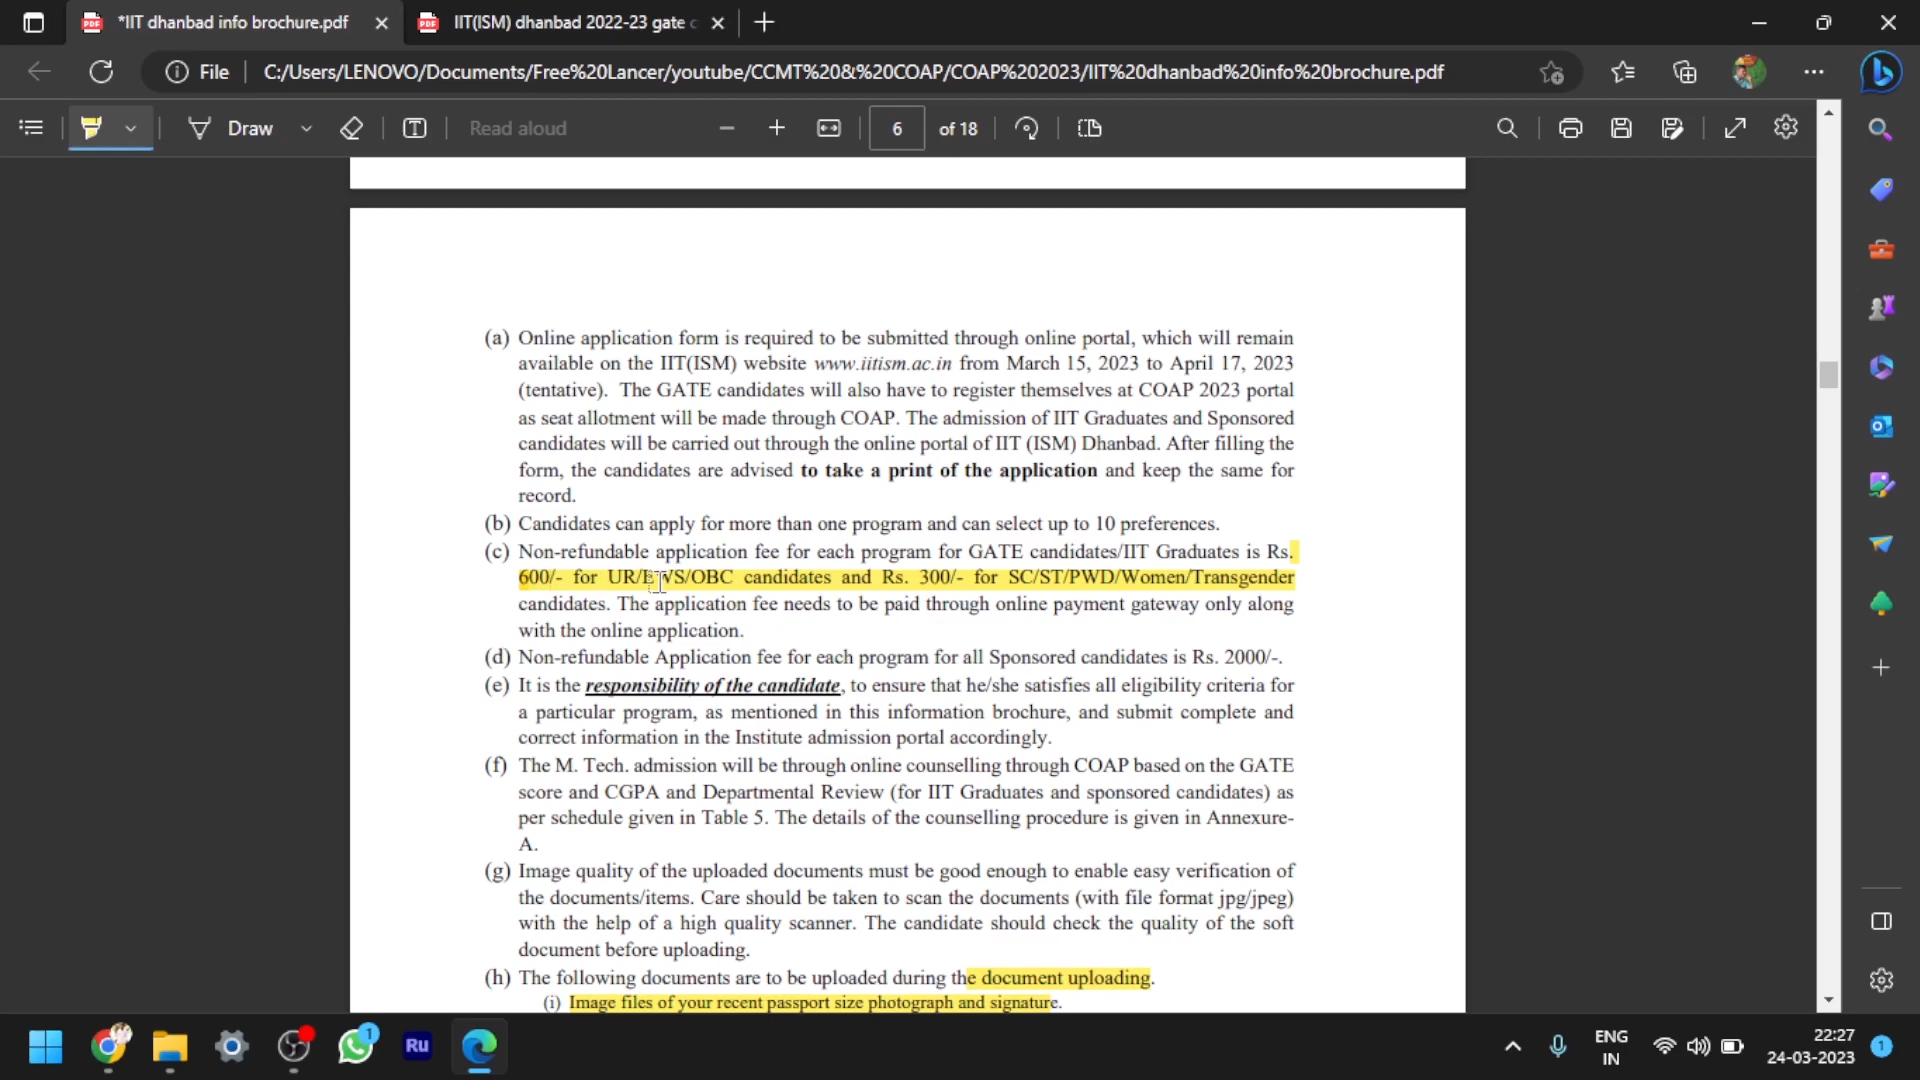 *IIT dhanbad info brochure.pdf
IIT(ISM) dhanbad 2022-23 gate c
File
C:/Users/LENOVO/Documents/Free%20Lancer/youtube/CCMT%20&%20COAP/COAP%202023/IIT%20dhanbad%20info%20brochure.pdf
Draw
Read aloud
6 of 18
(a) Online application form is required to be submitted through online portal, which will remain
available on the IIT(ISM) website www.iitism.ac.in from March 15, 2023 to April 17, 2023
(tentative). The GATE candidates will also have to register themselves at COAP 2023 portal
as seat allotment will be made through COAP. The admission of IIT Graduates and Sponsored
candidates will be carried out through the online portal of IIT (ISM) Dhanbad. After filling the
form, the candidates are advised to take a print of the application and keep the same for
record.
(b) Candidates can apply for more than one program and can select up to 10 preferences.
(c) Non-refundable application fee for each program for GATE candidates/IIT Graduates is Rs.
600/- for UR/EWS/OBC candidates and Rs. 300/- for SC/ST/PWD/Women/Transgender
candidates. The application fee needs to be paid through online payment gateway only along
with the online application.
(d) Non-refundable Application fee for each program for all Sponsored candidates is Rs. 2000/-.
(e) It is the responsibility of the candidate, to ensure that he/she satisfies all eligibility criteria for
a particular program, as mentioned in this information brochure, and submit complete and
correct information in the Institute admission portal accordingly.
(f) The M. Tech. admission will be through online counselling through COAP based on the GATE
score and CGPA and Departmental Review (for IIT Graduates and sponsored candidates) as
per schedule given in Table 5. The details of the counselling procedure is given in Annexure-
A.
(g) Image quality of the uploaded documents must be good enough to enable easy verification of
the documents/items. Care should be taken to scan the documents (with file format jpg/jpeg)
with the help of a high quality scanner. The candidate should check the quality of the soft
document before uploading.
(h) The following documents are to be uploaded during the document uploading.
(i) Image files of your recent passport size photograph and signature.
1
Ru
ENG
IN
22:27
24-03-2023
1